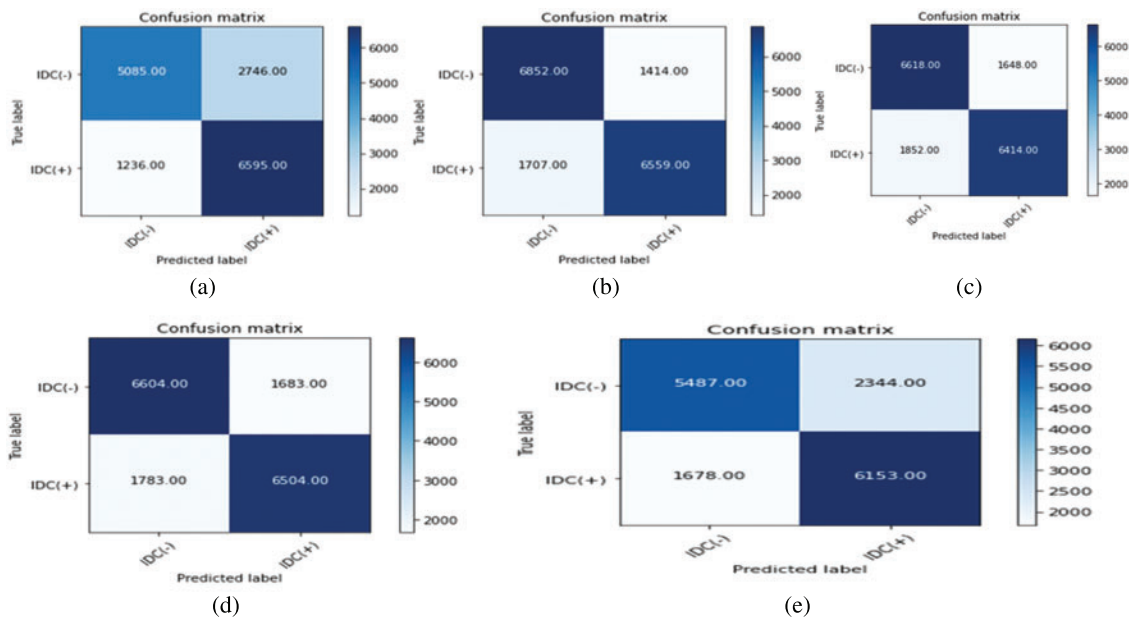 Confusion matrix
IDC(-)
IDC(+)
True label
5085.00
2746.00
1236.00
6595.00
6000
5000
4000
3000
2000
IDC(-)
IDC(+)
Predicted label
(a)
Confusion matrix
IDC(-)
IDC(+)
True label
6852.00
1414.00
1707.00
6559.00
6000
5000
4000
3000
2000
IDC(-)
IDC(+)
Predicted label
(b)
Confusion matrix
IDC(-)
IDC(+)
True label
6618.00
1648.00
1852.00
6414.00
6000
5000
4000
3000
2000
IDC(-)
IDC(+)
Predicted label
(c)
Confusion matrix
IDC(-)
IDC(+)
True label
6604.00
1683.00
1783.00
6504.00
6000
5000
4000
3000
2000
IDC(-)
IDC(+)
Predicted label
(d)
Confusion matrix
IDC(-)
IDC(+)
True label
5487.00
2344.00
1678.00
6153.00
6000
5500
5000
4500
4000
3500
3000
2500
2000
IDC(-)
IDC(+)
Predicted label
(e)